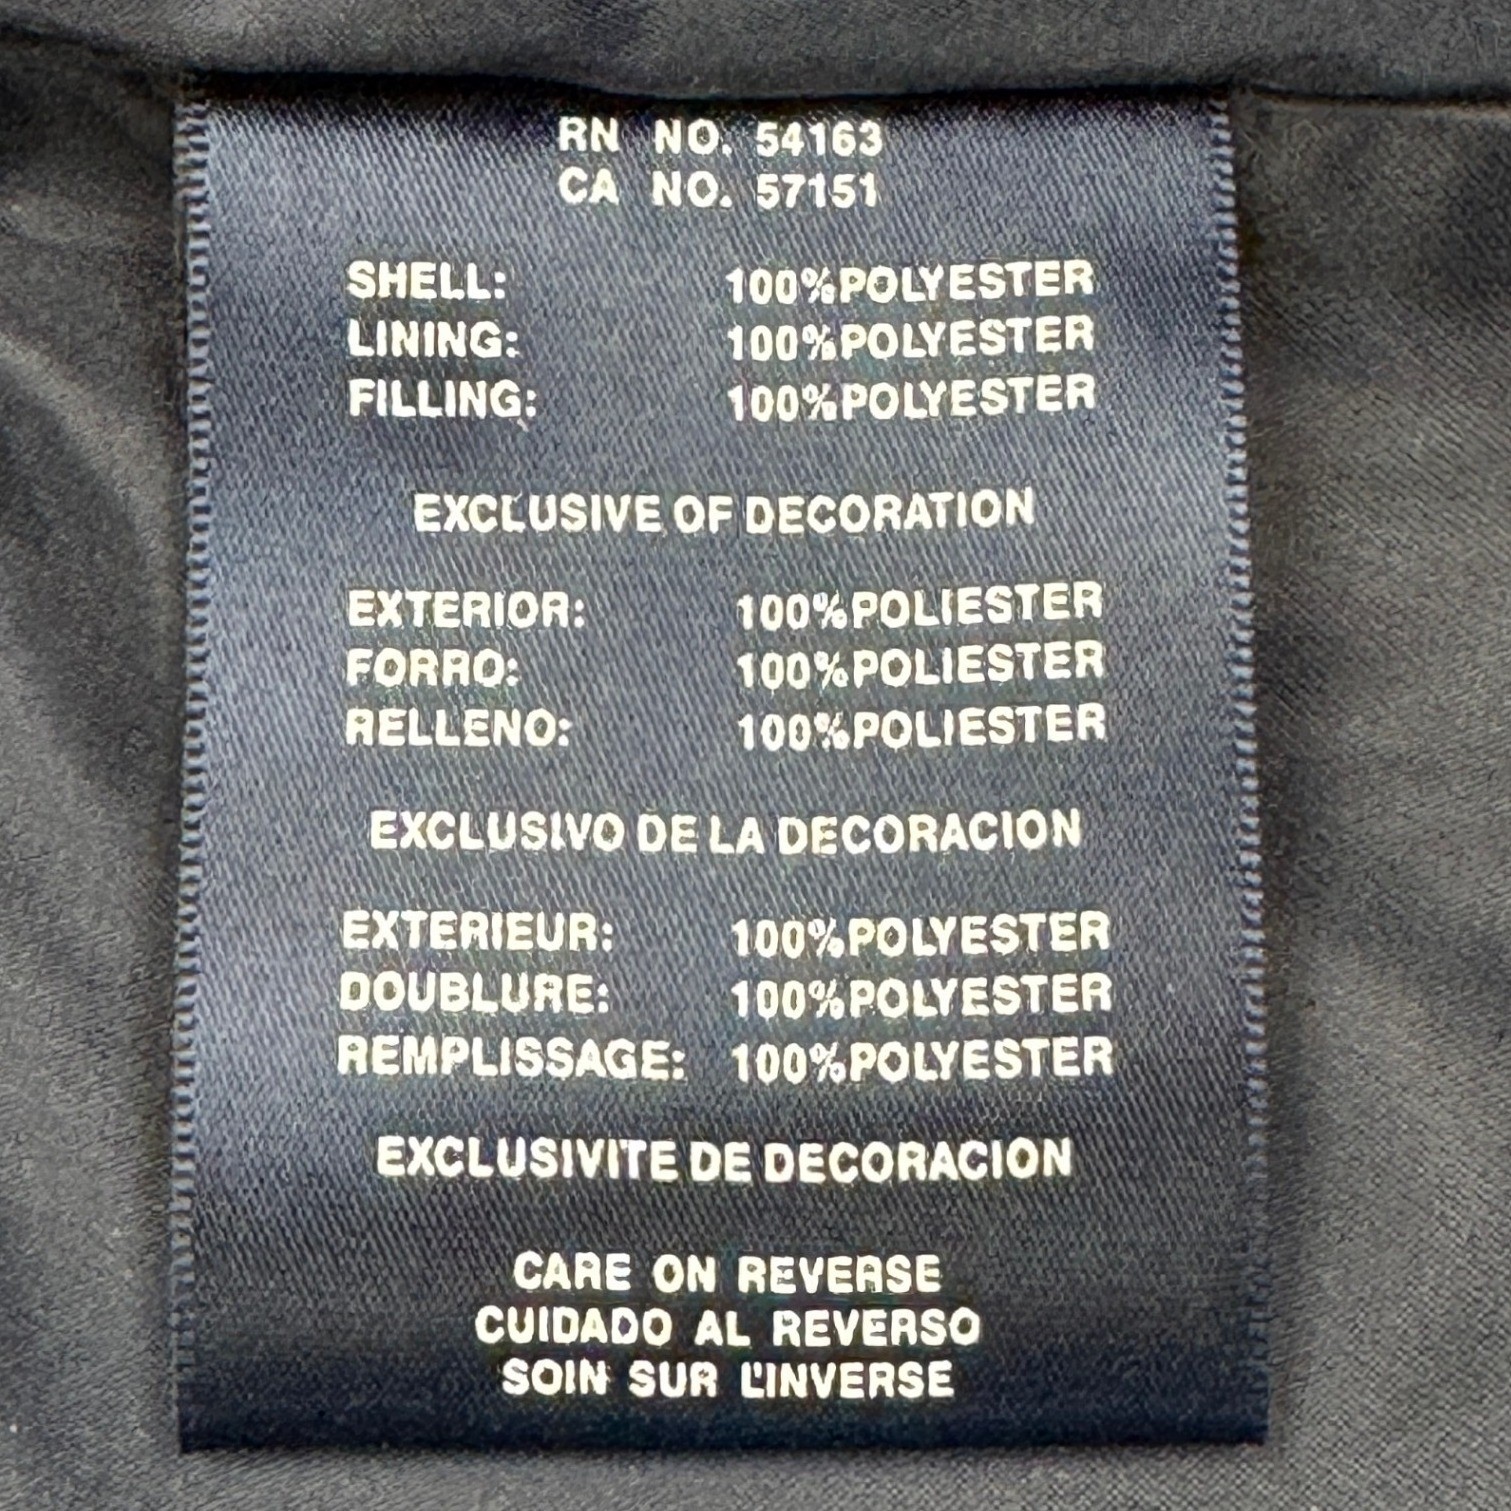 RN NO. 54163
CA NO. 57151
SHELL: 100%POLYESTER
LINING: 100%POLYESTER
FILLING: 100%POLYESTER
EXCLUSIVE OF DECORATION
EXTERIOR: 100%POLIESTER
FORRO: 100%POLIESTER
RELLENO: 100%POLIESTER
EXCLUSIVO DE LA DECORACION
EXTERIEUR: 100%POLYESTER
DOUBLURE: 100%POLYESTER
REMPLISSAGE: 100%POLYESTER
EXCLUSIVITE DE DECORACION
CARE ON REVERSE
CUIDADO AL REVERSO
SOIN SUR L'INVERSE